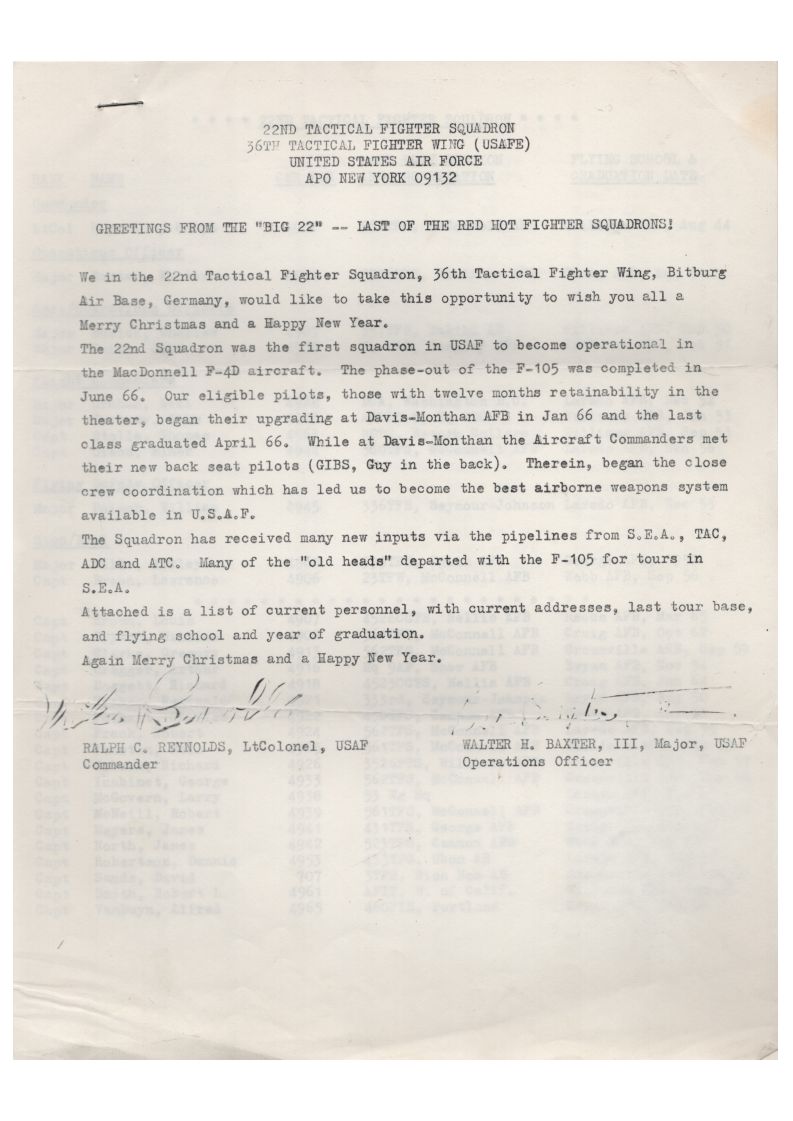 22ND TACTICAL FIGHTER SQUADRON
36TH TACTICAL FIGHTER WING (USAFE)
UNITED STATES AIR FORCE
APO NEW YORK 09132
GREETINGS FROM THE "BIG 22" -- LAST OF THE RED HOT FIGHTER SQUADRONS!
We in the 22nd Tactical Fighter Squadron, 36th Tactical Fighter Wing, Bitburg
Air Base, Germany, would like to take this opportunity to wish you all a
Merry Christmas and a Happy New Year.
The 22nd Squadron was the first squadron in USAF to become operational in
the MacDonnell F-4D aircraft. The phase-out of the F-105 was completed in
June 66. Our eligible pilots, those with twelve months retainability in the
theater, began their upgrading at Davis-Monthan AFB in Jan 66 and the last
class graduated April 66. While at Davis-Monthan the Aircraft Commanders met
their new back seat pilots (GIBS, Guy in the back). Therein, began the close
crew coordination which has led us to become the best airborne weapons system
available in U.S.A.F.
The Squadron has received many new inputs via the pipelines from S.E.A., TAC,
ADC and ATC. Many of the "old heads" departed with the F-105 for tours in
S.E.A.
Attached is a list of current personnel, with current addresses, last tour base,
and flying school and year of graduation.
Again Merry Christmas and a Happy New Year.
RALPH C. REYNOLDS, LtColonel, USAF
Commander
WALTER H. BAXTER, III, Major, USAF
Operations Officer